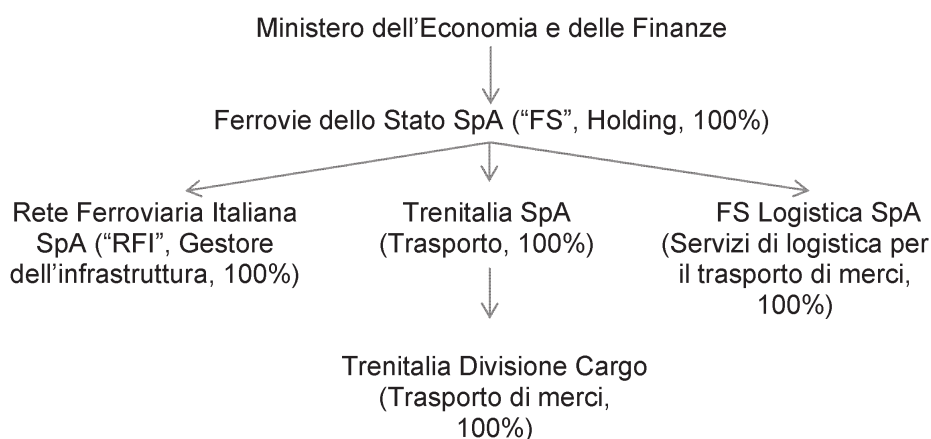 Ministero dell’Economia e delle Finanze
Ferrovie dello Stato SpA (“FS”, Holding, 100%)
Rete Ferroviaria Italiana
SpA (“RFI”, Gestore
dell’infrastruttura, 100%)
Trenitalia SpA
(Trasporto, 100%)
FS Logistica SpA
(Servizi di logistica per
il trasporto di merci,
100%)
Trenitalia Divisione Cargo
(Trasporto di merci,
100%)